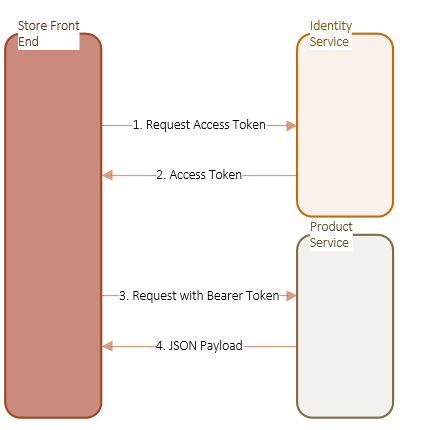 Store Front
End
Identity
Service
1. Request Access Token
2. Access Token
Product
Service
3. Request with Bearer Token
4. JSON Payload